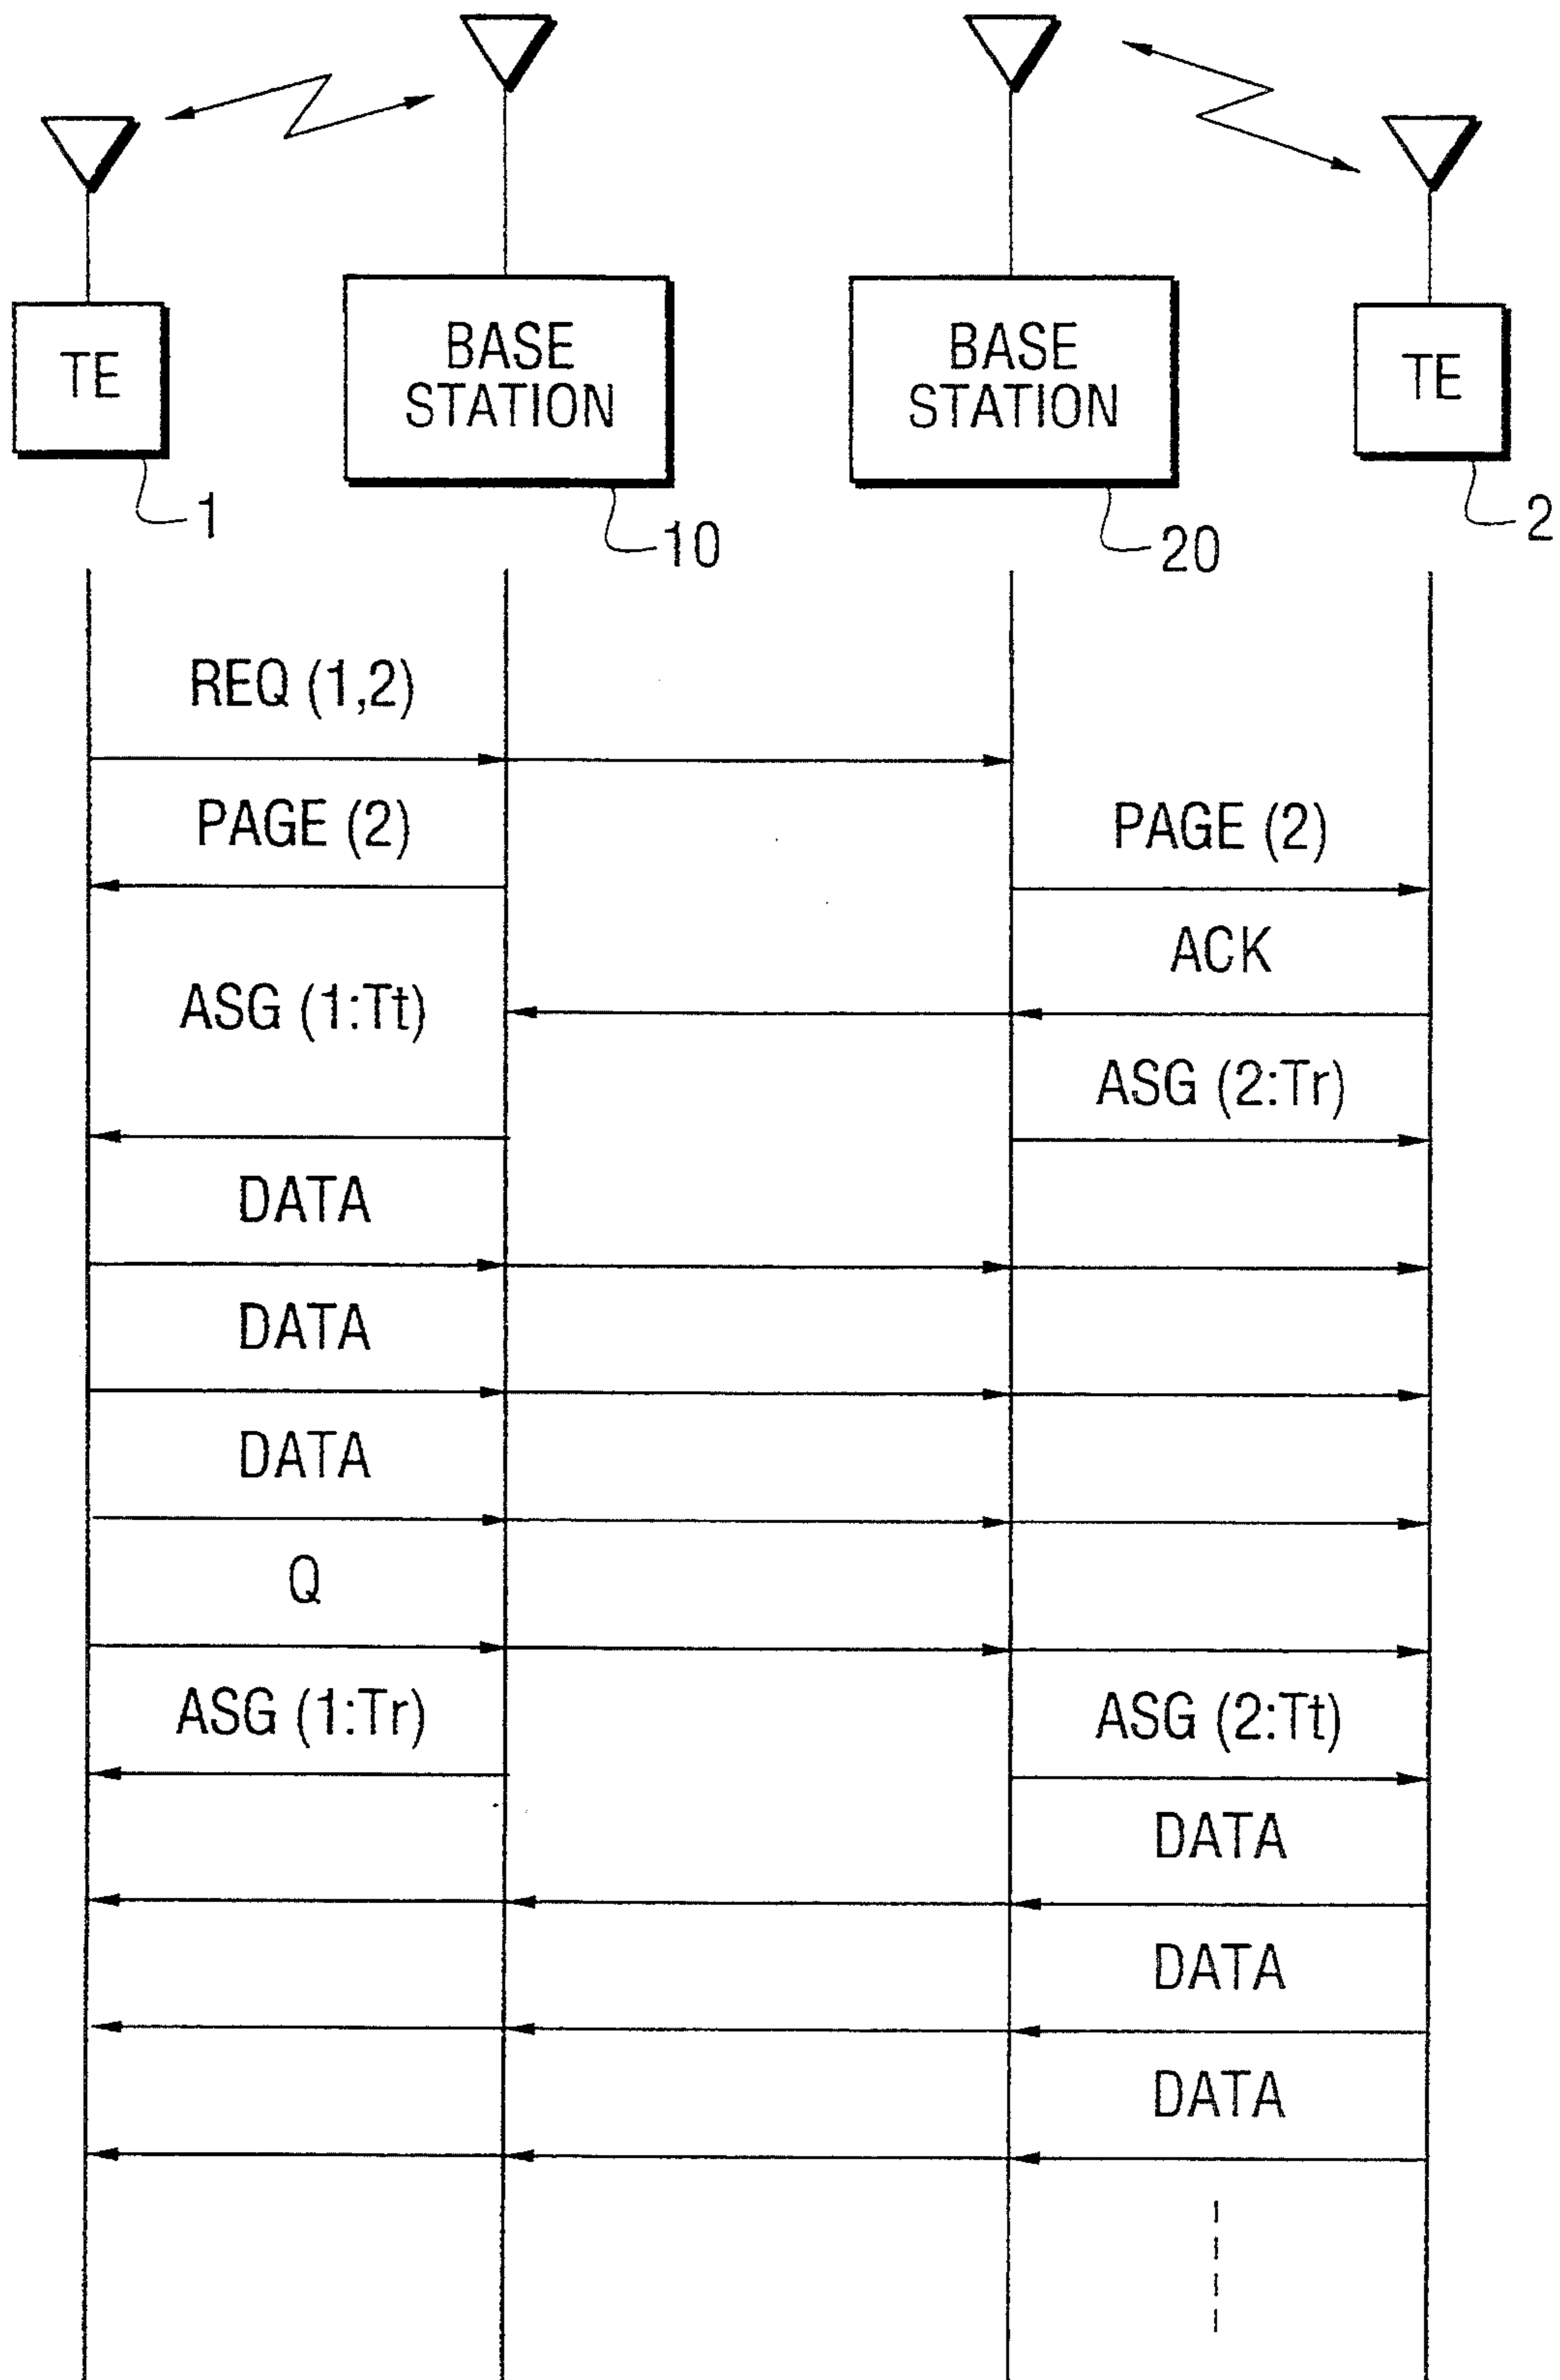 TE
BASE
STATION
BASE
STATION
TE
1
10
20
2
REQ (1,2)
PAGE (2)
PAGE (2)
ACK
ASG (1:Tt)
ASG (2:Tr)
DATA
DATA
DATA
Q
ASG (1:Tr)
ASG (2:Tt)
DATA
DATA
DATA